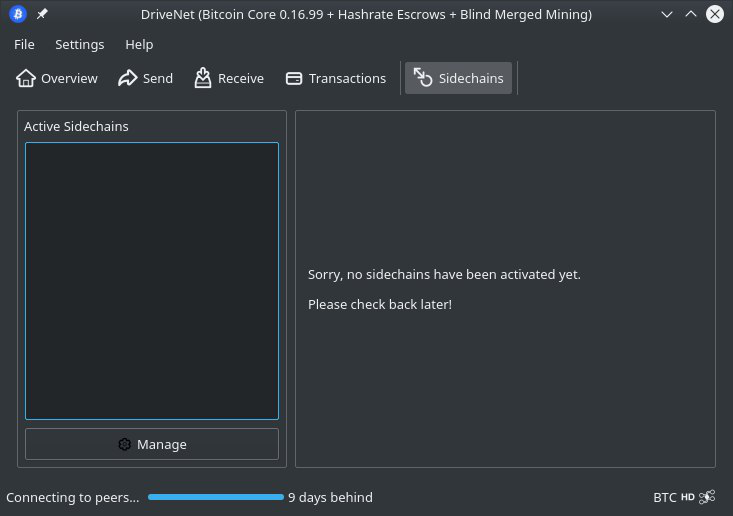 DriveNet (Bitcoin Core 0.16.99 + Hashrate Escrows + Blind Merged Mining)
File Settings Help
Overview Send Receive Transactions Sidechains
Active Sidechains
Sorry, no sidechains have been activated yet.
Please check back later!
Manage
Connecting to peers... 9 days behind BTC HD